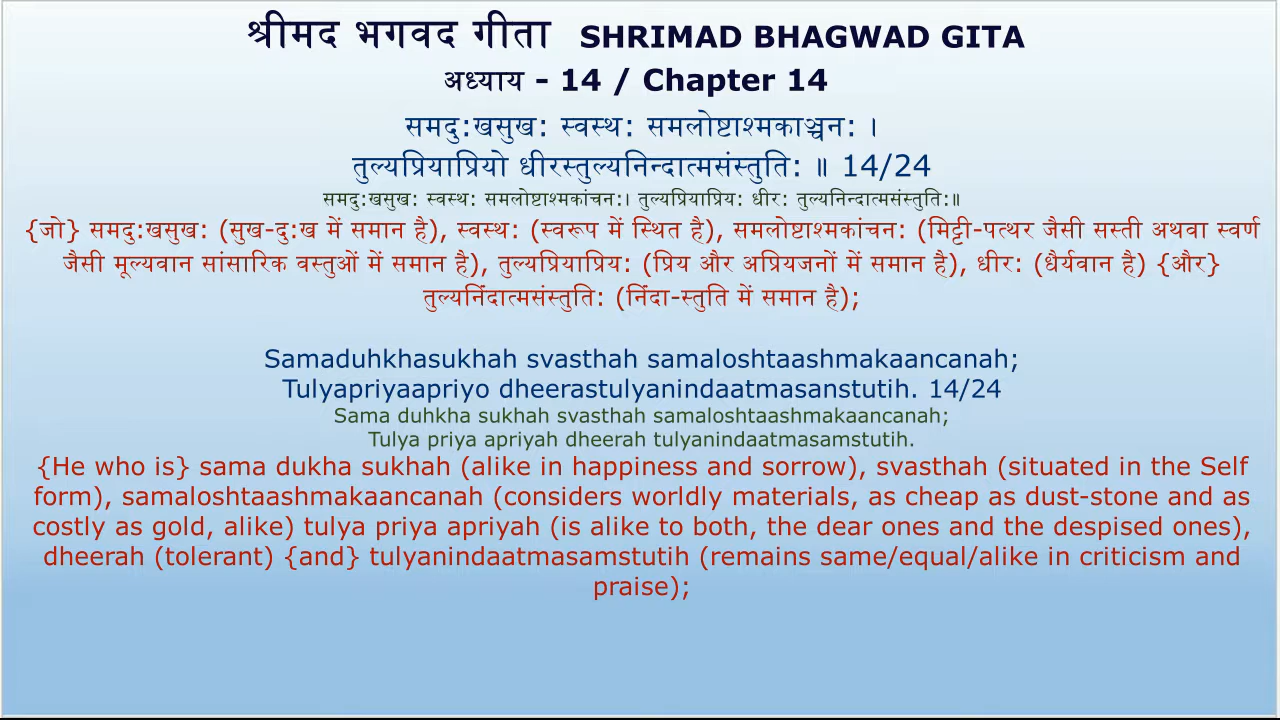 श्रीमद भगवद गीता SHRIMAD BHAGWAD GITA
अध्याय - 14 / Chapter 14
समदु:खसुख: स्वस्थ: समलोष्टाश्मकाञ्चन: ।
तुल्यप्रियाप्रियो धीरस्तुल्यनिन्दात्मसंस्तुति: ॥ 14/24
समदु:खसुख: स्वस्थ: समलोष्टाश्मकांचन:। तुल्यप्रियाप्रिय: धीर: तुल्यनिन्दात्मसंस्तुति:॥
{जो} समदु:खसुख: (सुख-दु:ख में समान है), स्वस्थ: (स्वरूप में स्थित है), समलोष्टाश्मकांचन: (मिट्टी-पत्थर जैसी सस्ती अथवा स्वर्ण
जैसी मूल्यवान सांसारिक वस्तुओं में समान है), तुल्यप्रियाप्रिय: (प्रिय और अप्रियजनों में समान है), धीर: (धैर्यवान है) {और}
तुल्यनिंदात्मसंस्तुति: (निंदा-स्तुति में समान है);
Samaduhkhasukhah svasthah samaloshtaashmakaancanah;
Tulyapriyaapriyo dheerastulyanindaatmasanstutih. 14/24
Sama duhkha sukhah svasthah samaloshtaashmakaancanah;
Tulya priya apriyah dheerah tulyanindaatmasamstutih.
{He who is} sama dukha sukhah (alike in happiness and sorrow), svasthah (situated in the Self
form), samaloshtaashmakaancanah (considers worldly materials, as cheap as dust-stone and as
costly as gold, alike) tulya priya apriyah (is alike to both, the dear ones and the despised ones),
dheerah (tolerant) {and} tulyanindaatmasamstutih (remains same/equal/alike in criticism and
praise);